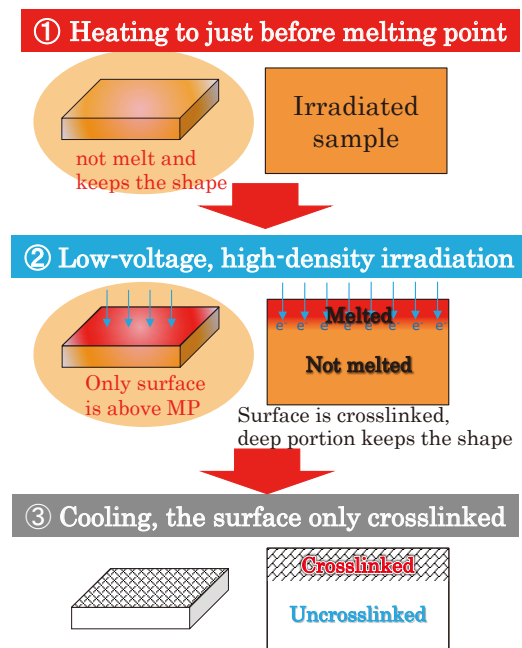 ① Heating to just before melting point
not melt and
keeps the shape
Irradiated
sample
② Low-voltage, high-density irradiation
Only surface
is above MP
Melted
e e e e e e e e
Not melted
Surface is crosslinked,
deep portion keeps the shape
③ Cooling, the surface only crosslinked
Crosslinked
Uncrosslinked